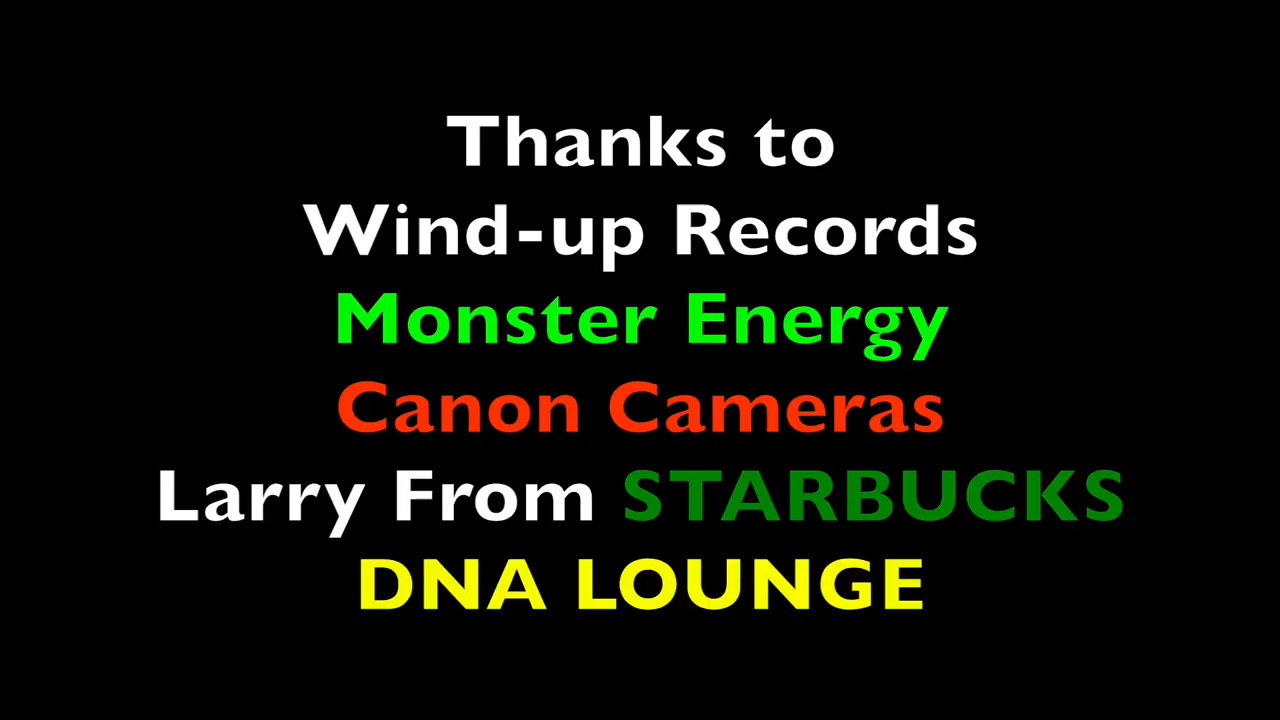 Thanks to
Wind-up Records
Monster Energy
Canon Cameras
Larry From STARBUCKS
DNA LOUNGE